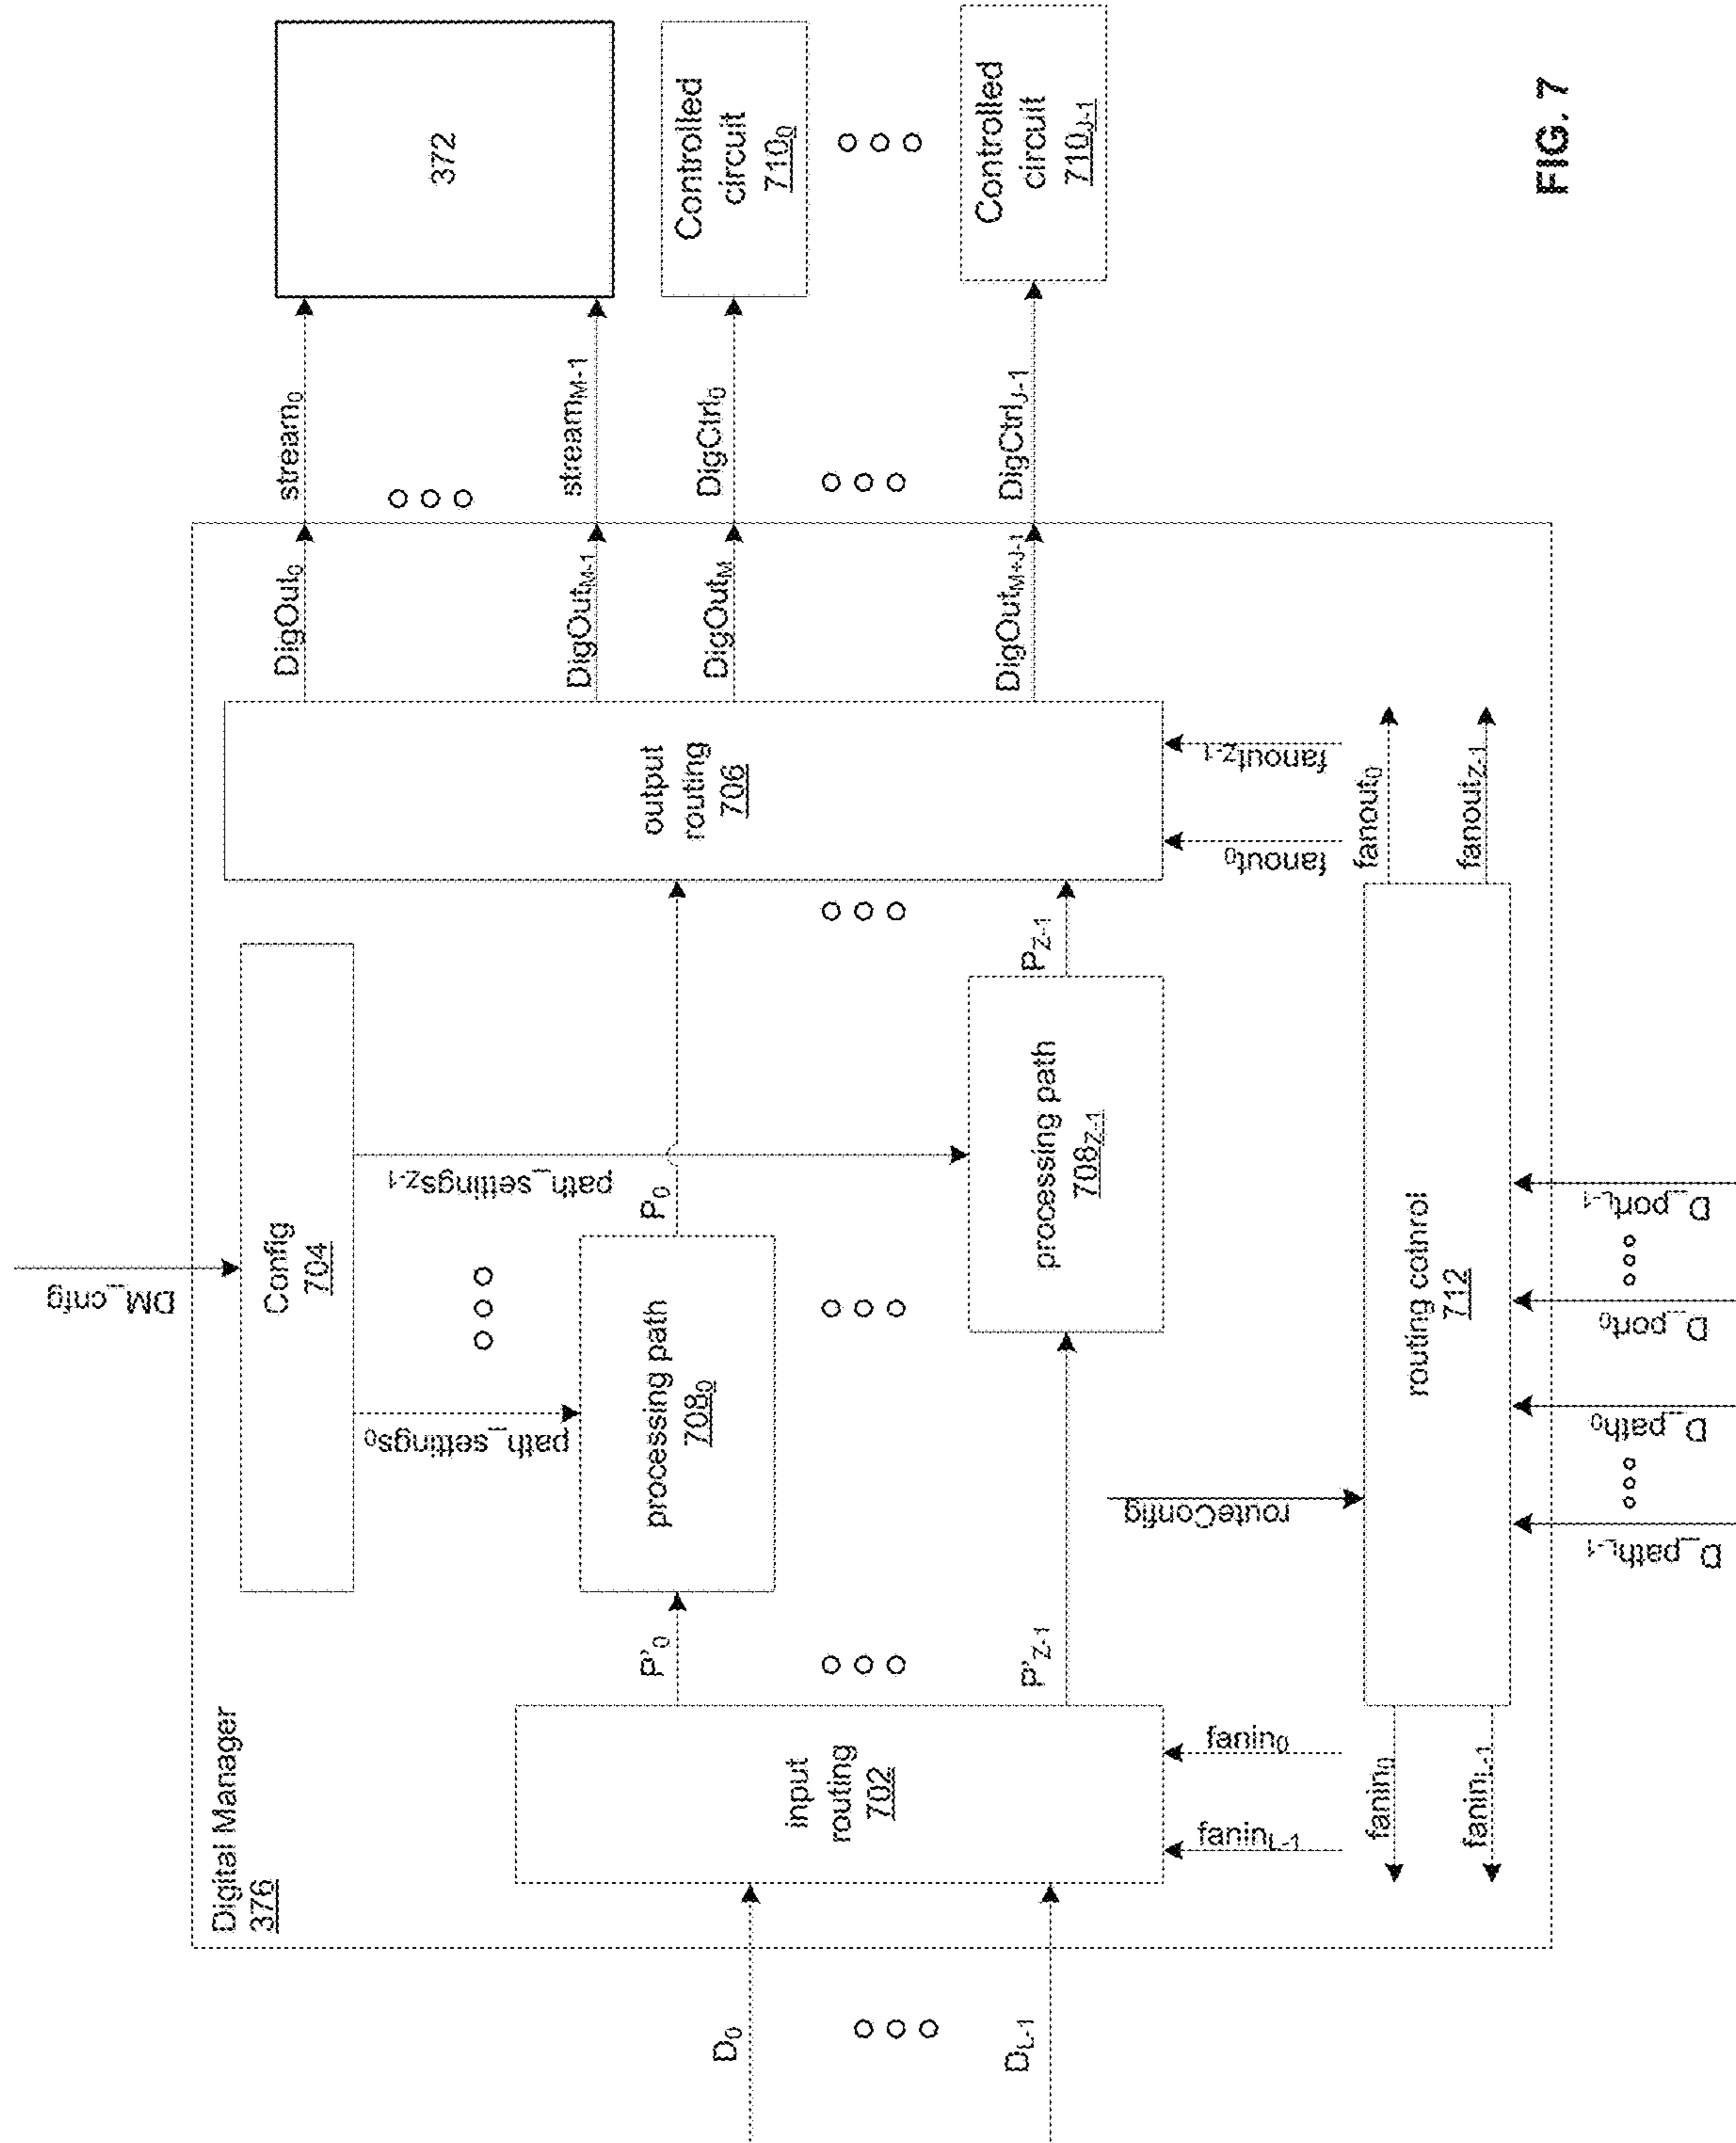 Digital Manager
376
DM_cnfg
Config
704
path_settings0
path_settingsZ-1
D0
DL-1
input
routing
702
P'0
P'Z-1
processing path
7080
processing path
708Z-1
P0
PZ-1
output
routing
706
DigOut0
DigOutM-1
DigOutM
DigOutM+J-1
stream0
streamM-1
DigCtrl0
DigCtrlJ-1
372
Controlled
circuit
7100
Controlled
circuit
710J-1
faninL-1
fanin0
fanout0
fanoutZ-1
routeConfig
fanin0
faninL-1
routing cotnrol
712
fanout0
fanoutZ-1
D_pathL-1
D_path0
D_port0
D_portL-1
FIG. 7